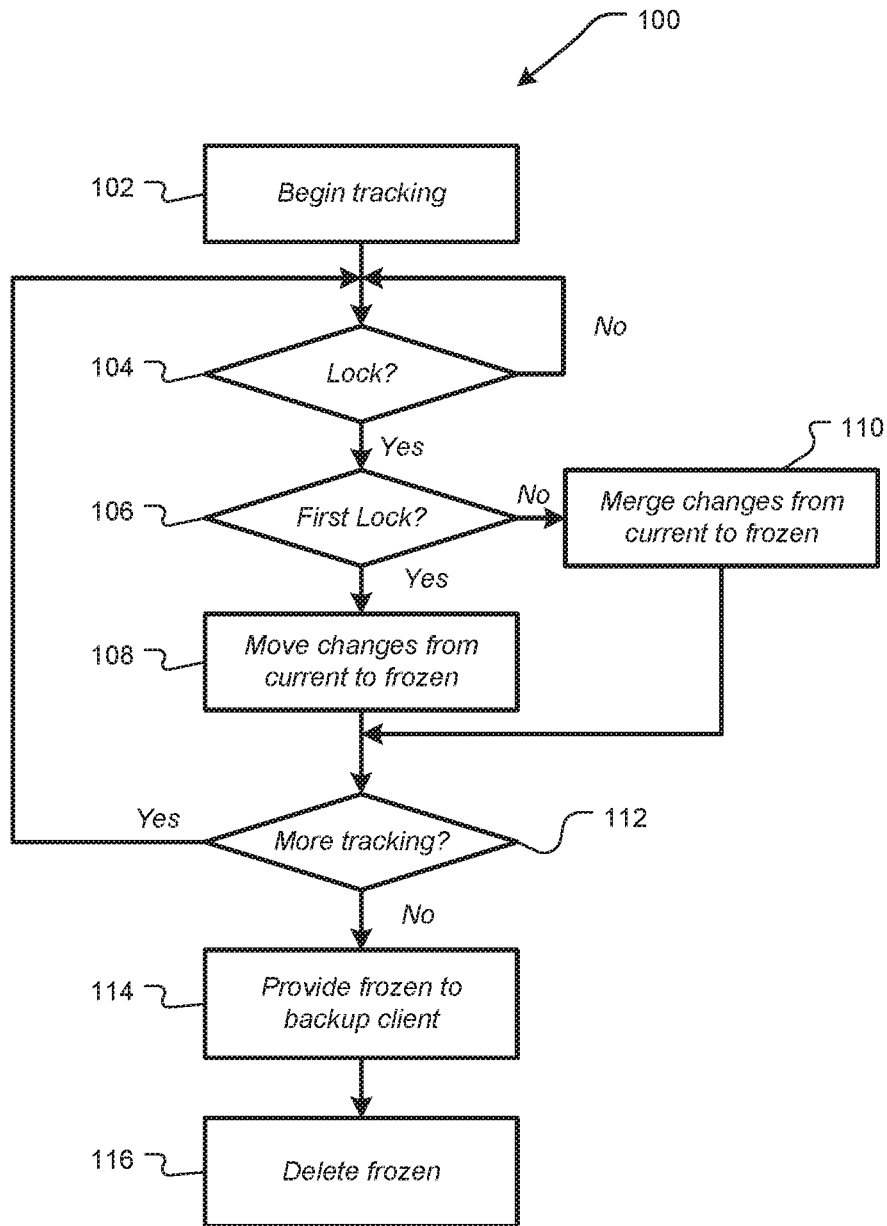 100
102
Begin tracking
No
104
Lock?
Yes
110
106
First Lock?
No
Merge changes from
current to frozen
Yes
108
Move changes from
current to frozen
Yes
More tracking?
112
No
114
Provide frozen to
backup client
116
Delete frozen